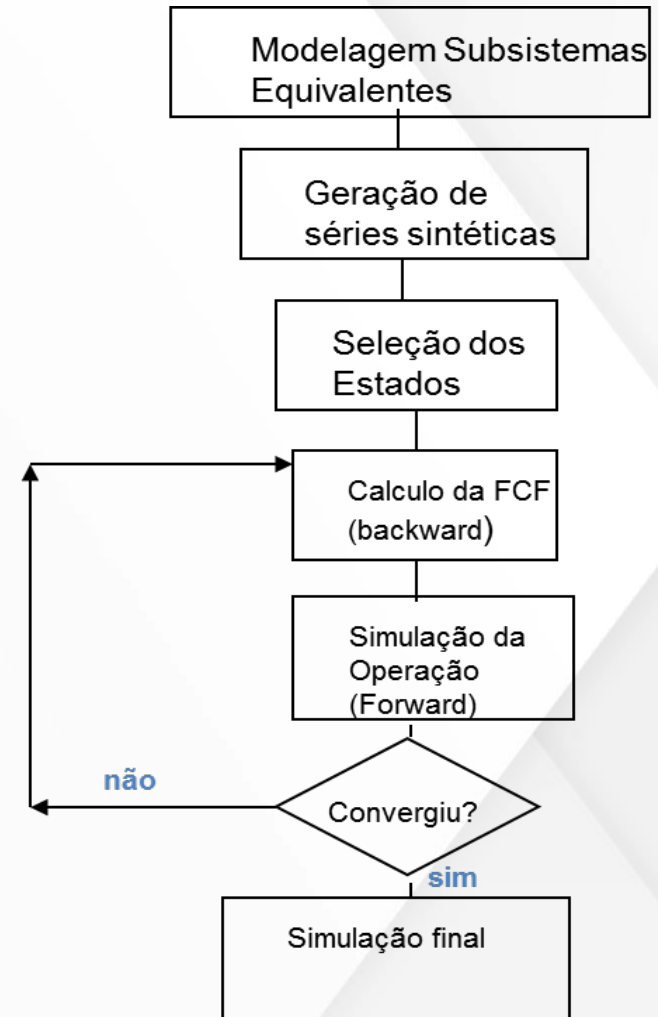 Modelagem Subsistemas
Equivalentes
Geração de
séries sintéticas
Seleção dos
Estados
Calculo da FCF
(backward)
Simulação da
Operação
(Forward)
não
Convergiu?
sim
Simulação final